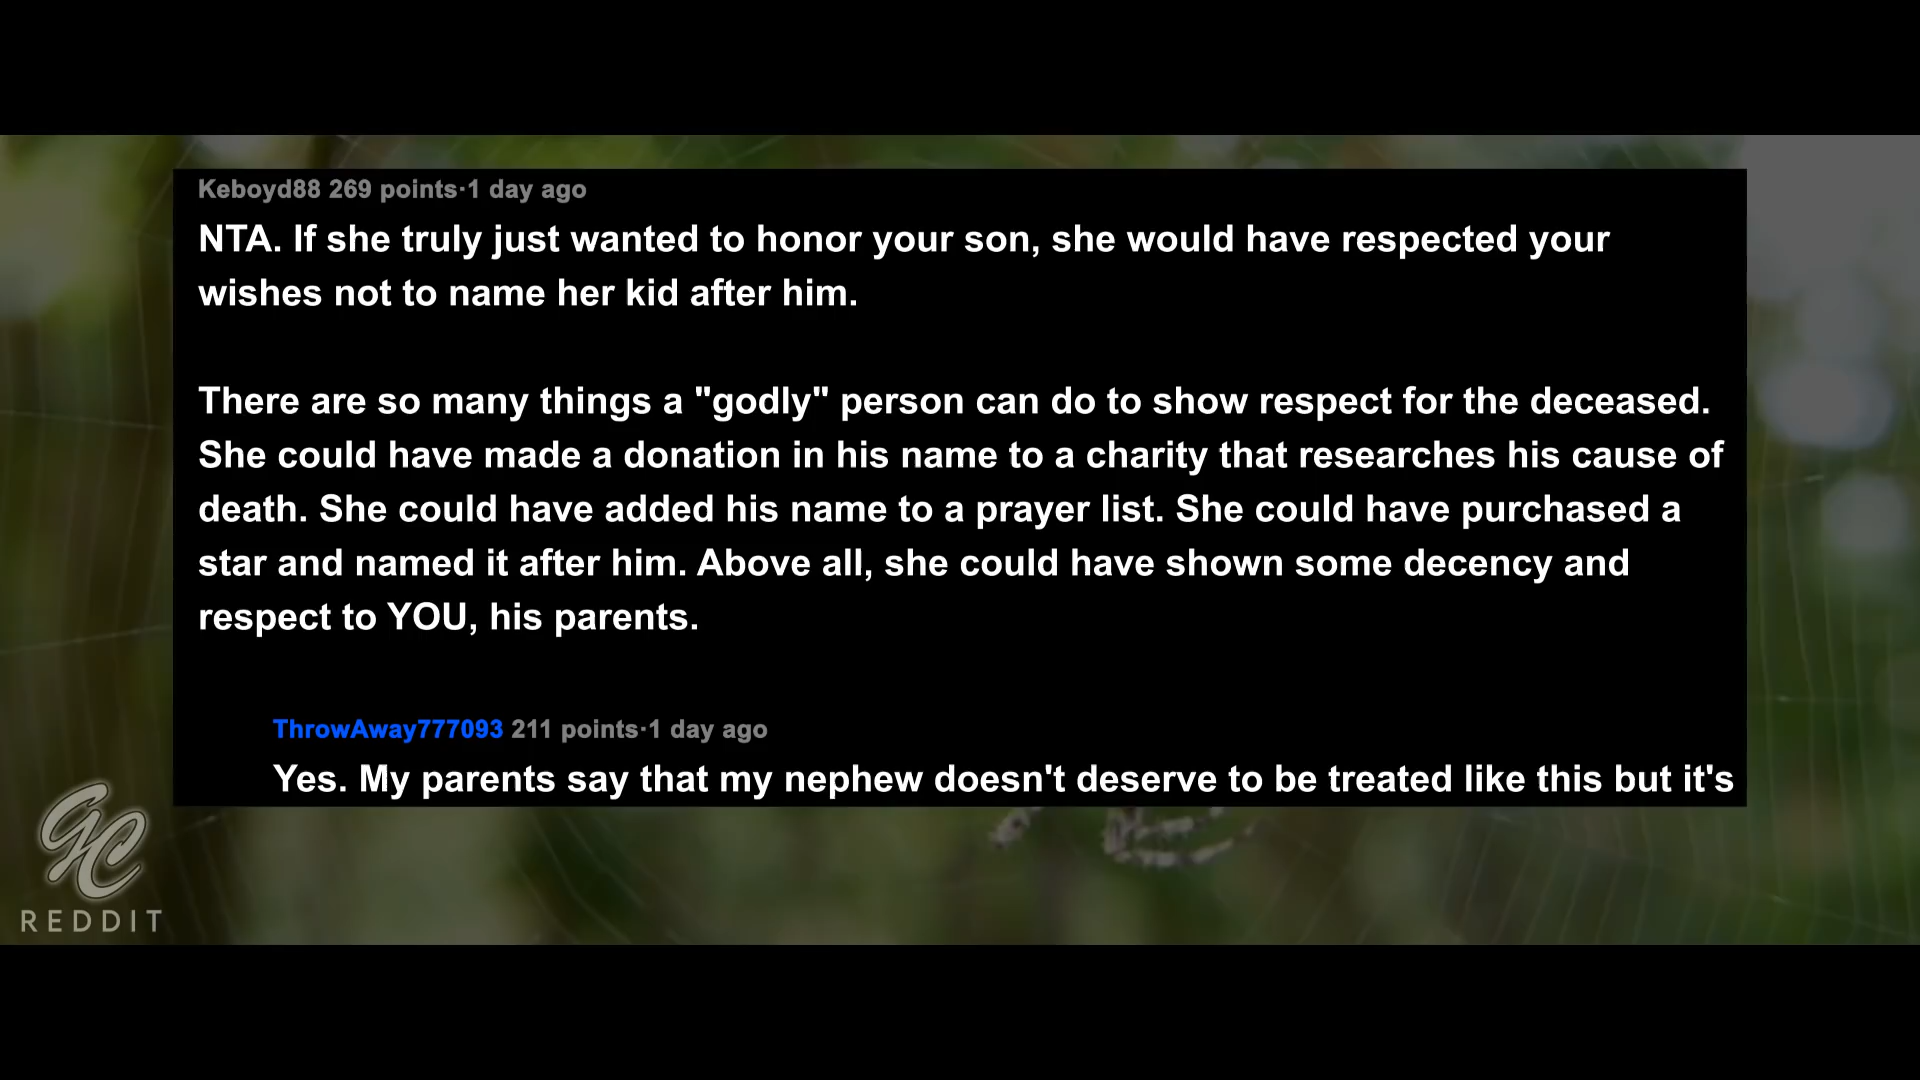 Keboyd88 269 points·1 day ago
NTA. If she truly just wanted to honor your son, she would have respected your
wishes not to name her kid after him.
There are so many things a "godly" person can do to show respect for the deceased.
She could have made a donation in his name to a charity that researches his cause of
death. She could have added his name to a prayer list. She could have purchased a
star and named it after him. Above all, she could have shown some decency and
respect to YOU, his parents.
ThrowAway777093 211 points·1 day ago
Yes. My parents say that my nephew doesn't deserve to be treated like this but it's
GC
REDDIT